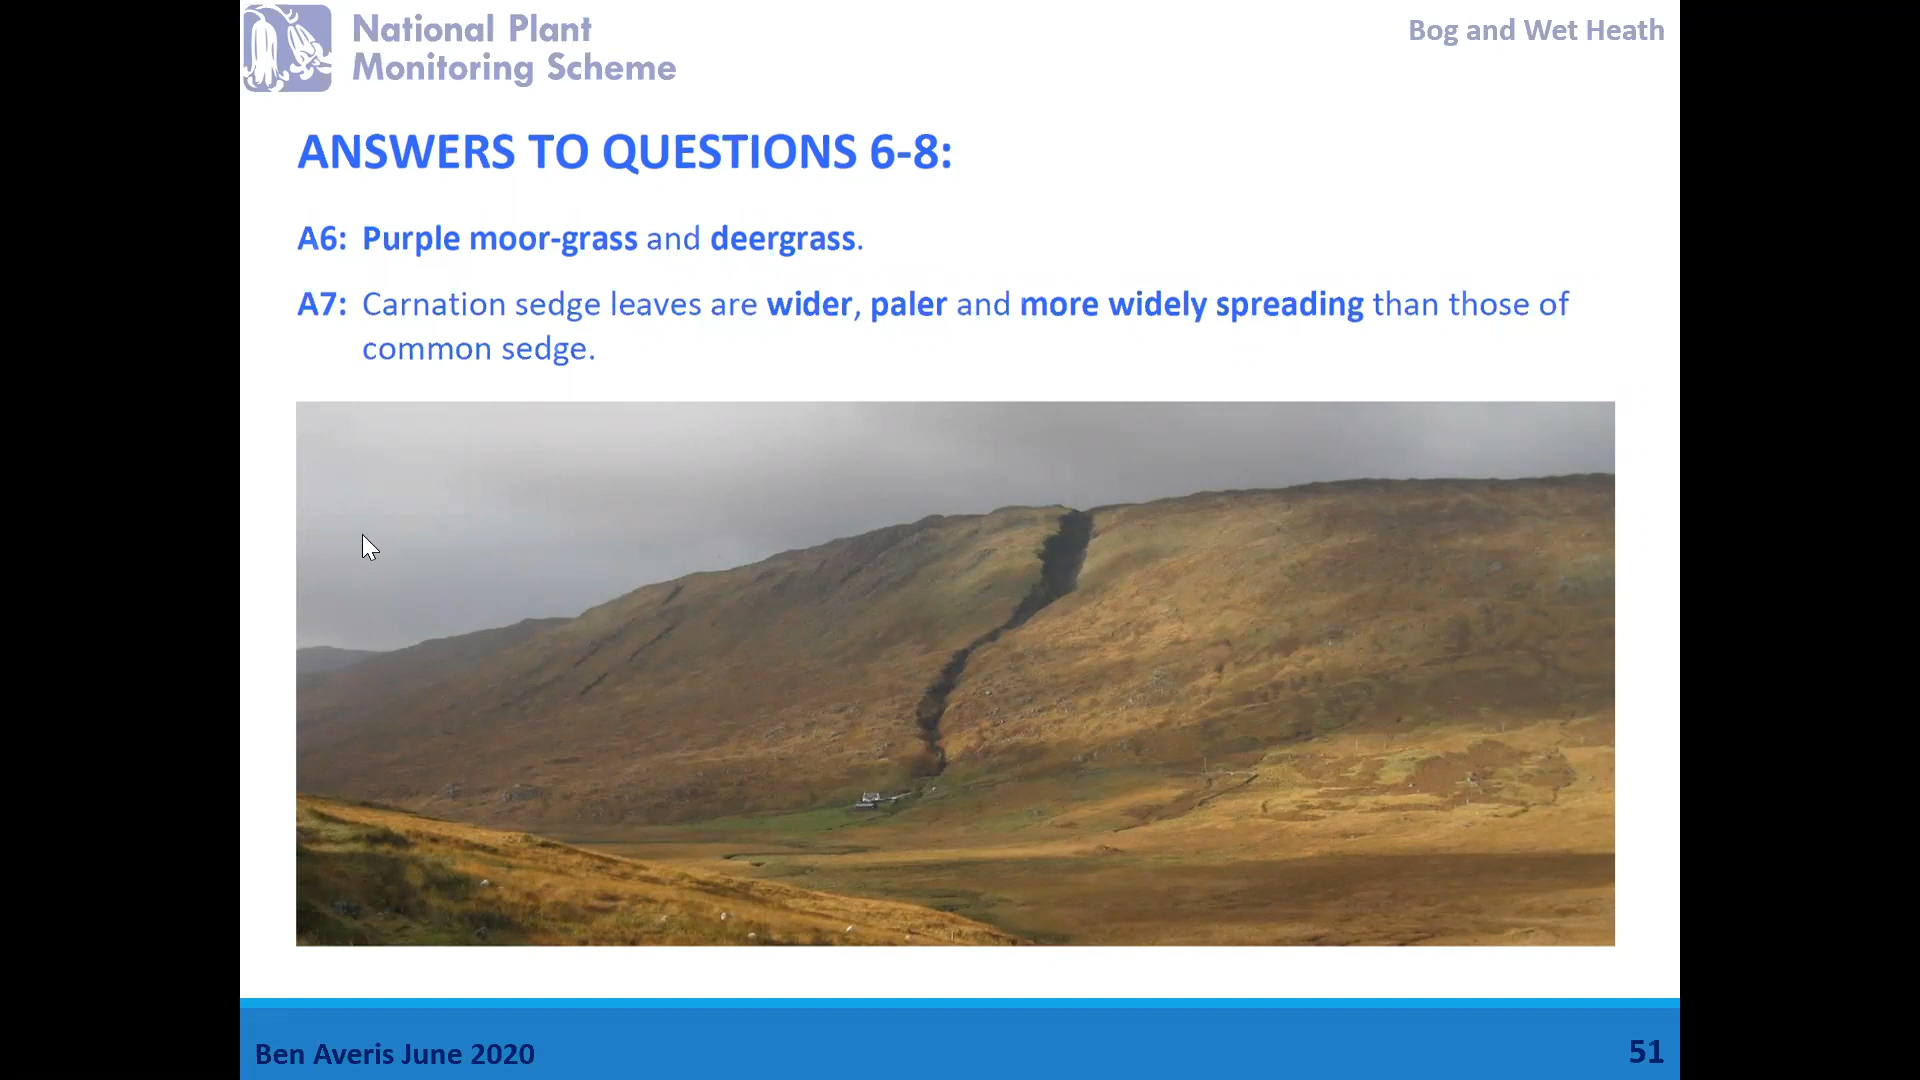 National Plant
Monitoring Scheme
Bog and Wet Heath
ANSWERS TO QUESTIONS 6-8:
A6: Purple moor-grass and deergrass.
A7: Carnation sedge leaves are wider, paler and more widely spreading than those of
common sedge.
Ben Averis June 2020
51